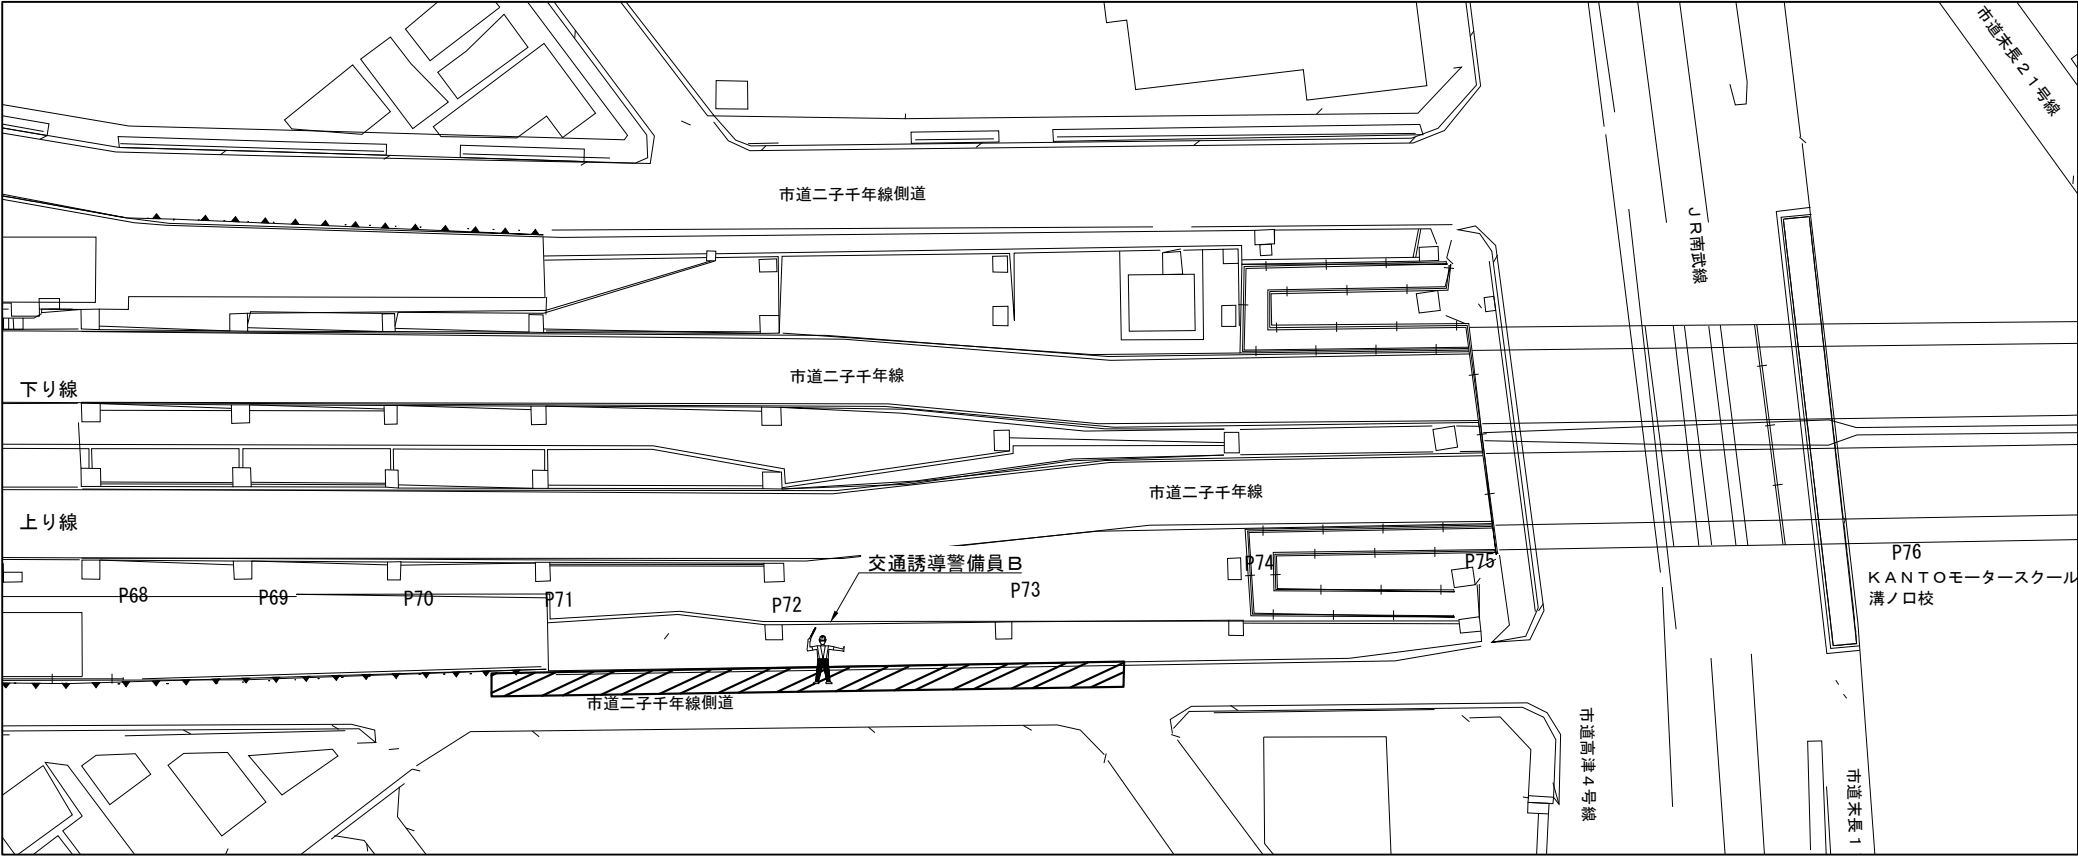 市道末長２１号線
市道二子千年線側道
ＪＲ南武線
下り線
市道二子千年線
上り線
市道二子千年線
交通誘導警備員Ｂ
P68
P69
P70
P71
P72
P73
P74
P75
P76
ＫＡＮＴＯモータースクール
溝ノ口校
市道二子千年線側道
市道高津４号線
市道末長１